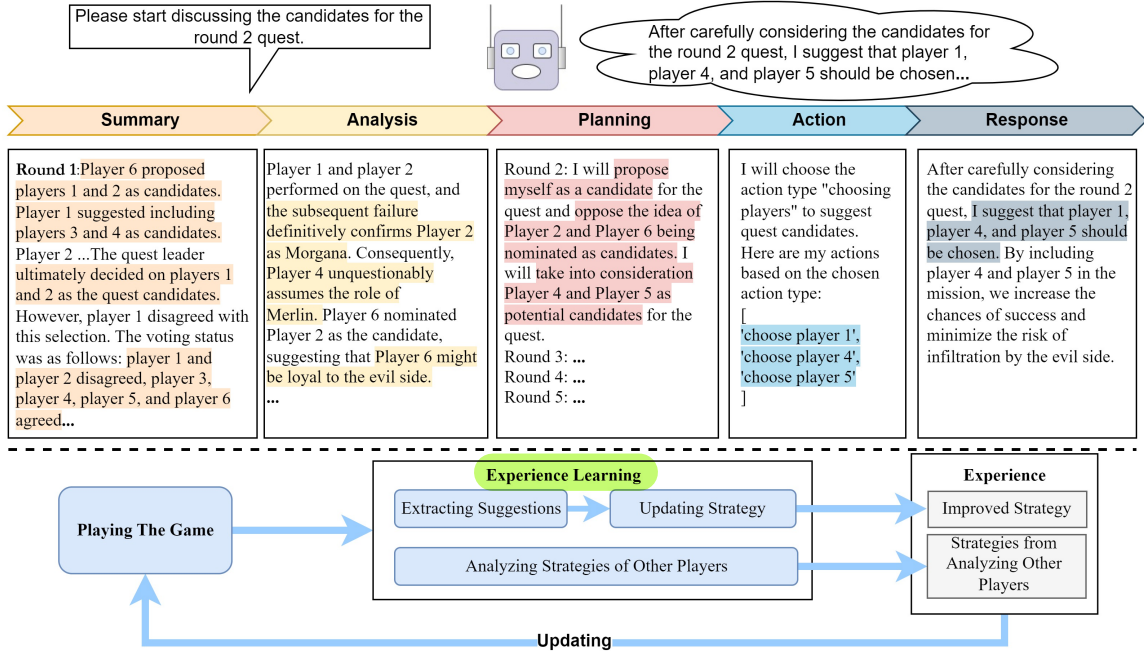 Please start discussing the candidates for the
round 2 quest.
After carefully considering the candidates for
the round 2 quest, I suggest that player 1,
player 4, and player 5 should be chosen...
Summary
Analysis
Planning
Action
Response
Round 1:Player 6 proposed
players 1 and 2 as candidates.
Player 1 suggested including
players 3 and 4 as candidates.
Player 2 ...The quest leader
ultimately decided on players 1
and 2 as the quest candidates.
However, player 1 disagreed with
this selection. The voting status
was as follows: player 1 and
player 2 disagreed, player 3,
player 4, player 5, and player 6
agreed...
Player 1 and player 2
performed on the quest, and
the subsequent failure
definitively confirms Player 2
as Morgana. Consequently,
Player 4 unquestionably
assumes the role of
Merlin. Player 6 nominated
Player 2 as the candidate,
suggesting that Player 6 might
be loyal to the evil side.
...
Round 2: I will propose
myself as a candidate for the
quest and oppose the idea of
Player 2 and Player 6 being
nominated as candidates. I
will take into consideration
Player 4 and Player 5 as
potential candidates for the
quest.
Round 3: ...
Round 4: ...
Round 5: ...
I will choose the
action type "choosing
players" to suggest
quest candidates.
Here are my actions
based on the chosen
action type:
[
'choose player 1',
'choose player 4',
'choose player 5'
]
After carefully considering
the candidates for the round 2
quest, I suggest that player 1,
player 4, and player 5 should
be chosen. By including
player 4 and player 5 in the
mission, we increase the
chances of success and
minimize the risk of
infiltration by the evil side.
Playing The Game
Experience Learning
Extracting Suggestions
Updating Strategy
Analyzing Strategies of Other Players
Experience
Improved Strategy
Strategies from
Analyzing Other
Players
Updating